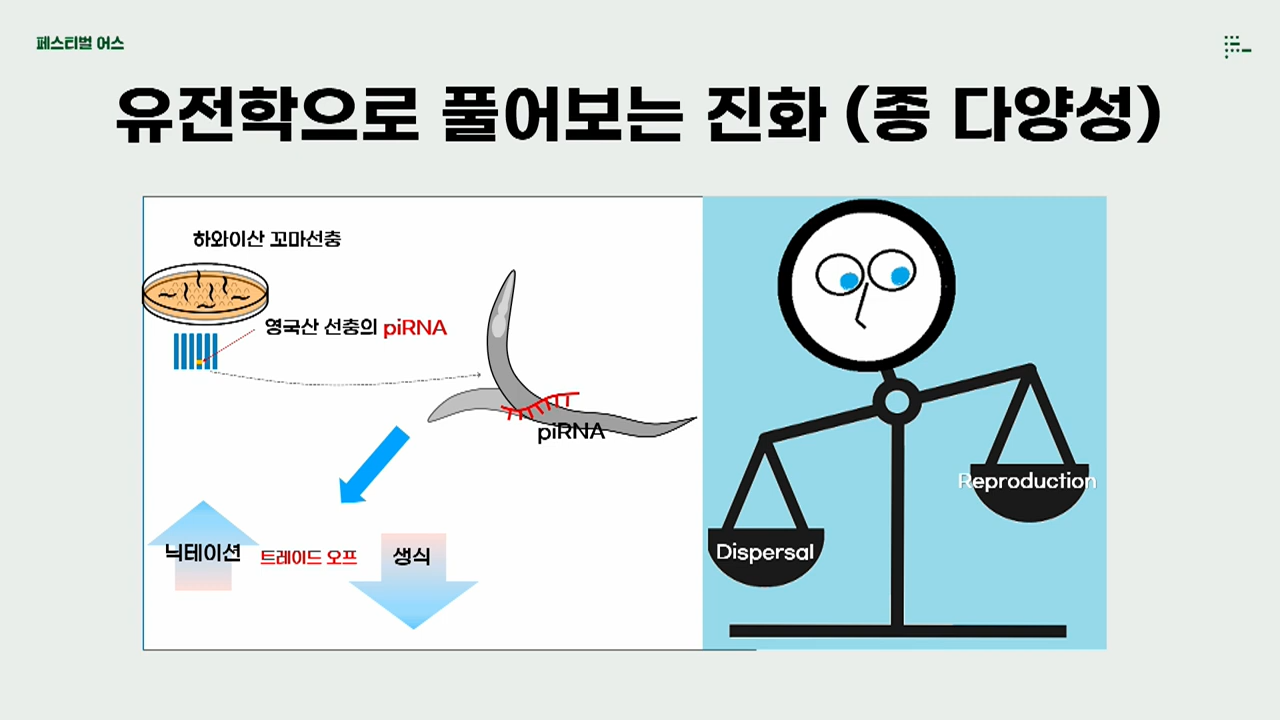 페스티벌 어스
유전학으로 풀어보는 진화 (종 다양성)
하와이산 꼬마선충
영국산 선충의 piRNA
piRNA
닉테이션
트레이드 오프
생식
Reproduction
Dispersal